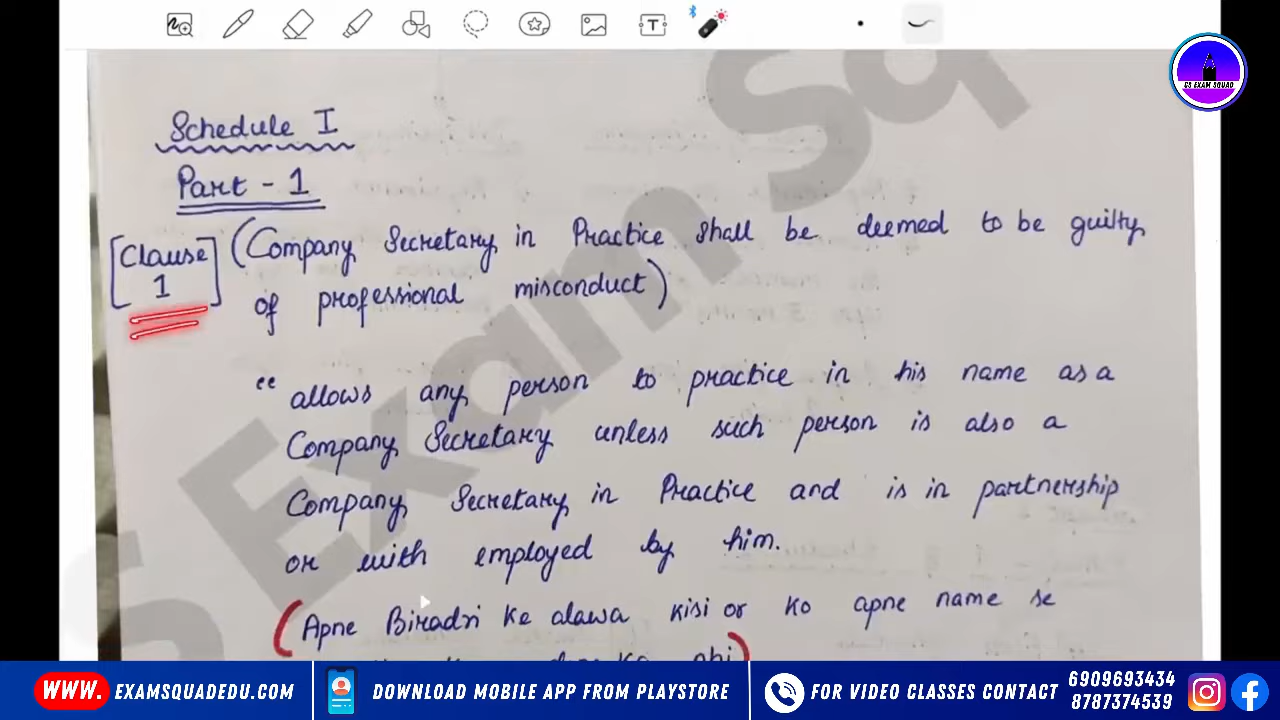 CS EXAM SQUAD
Schedule I
Part - 1
[Clause 1] (Company Secretary in Practice shall be deemed to be guilty
of professional misconduct)
“ allows any person to practice in his name as a
Company Secretary unless such person is also a
Company Secretary in Practice and is in partnership
or with employed by him.
(Apne Biradri ke alawa kisi or ko apne name se
S Exam Sq
WWW. EXAMSQUADEDU.COM
DOWNLOAD MOBILE APP FROM PLAYSTORE
FOR VIDEO CLASSES CONTACT
6909693434
8787374539